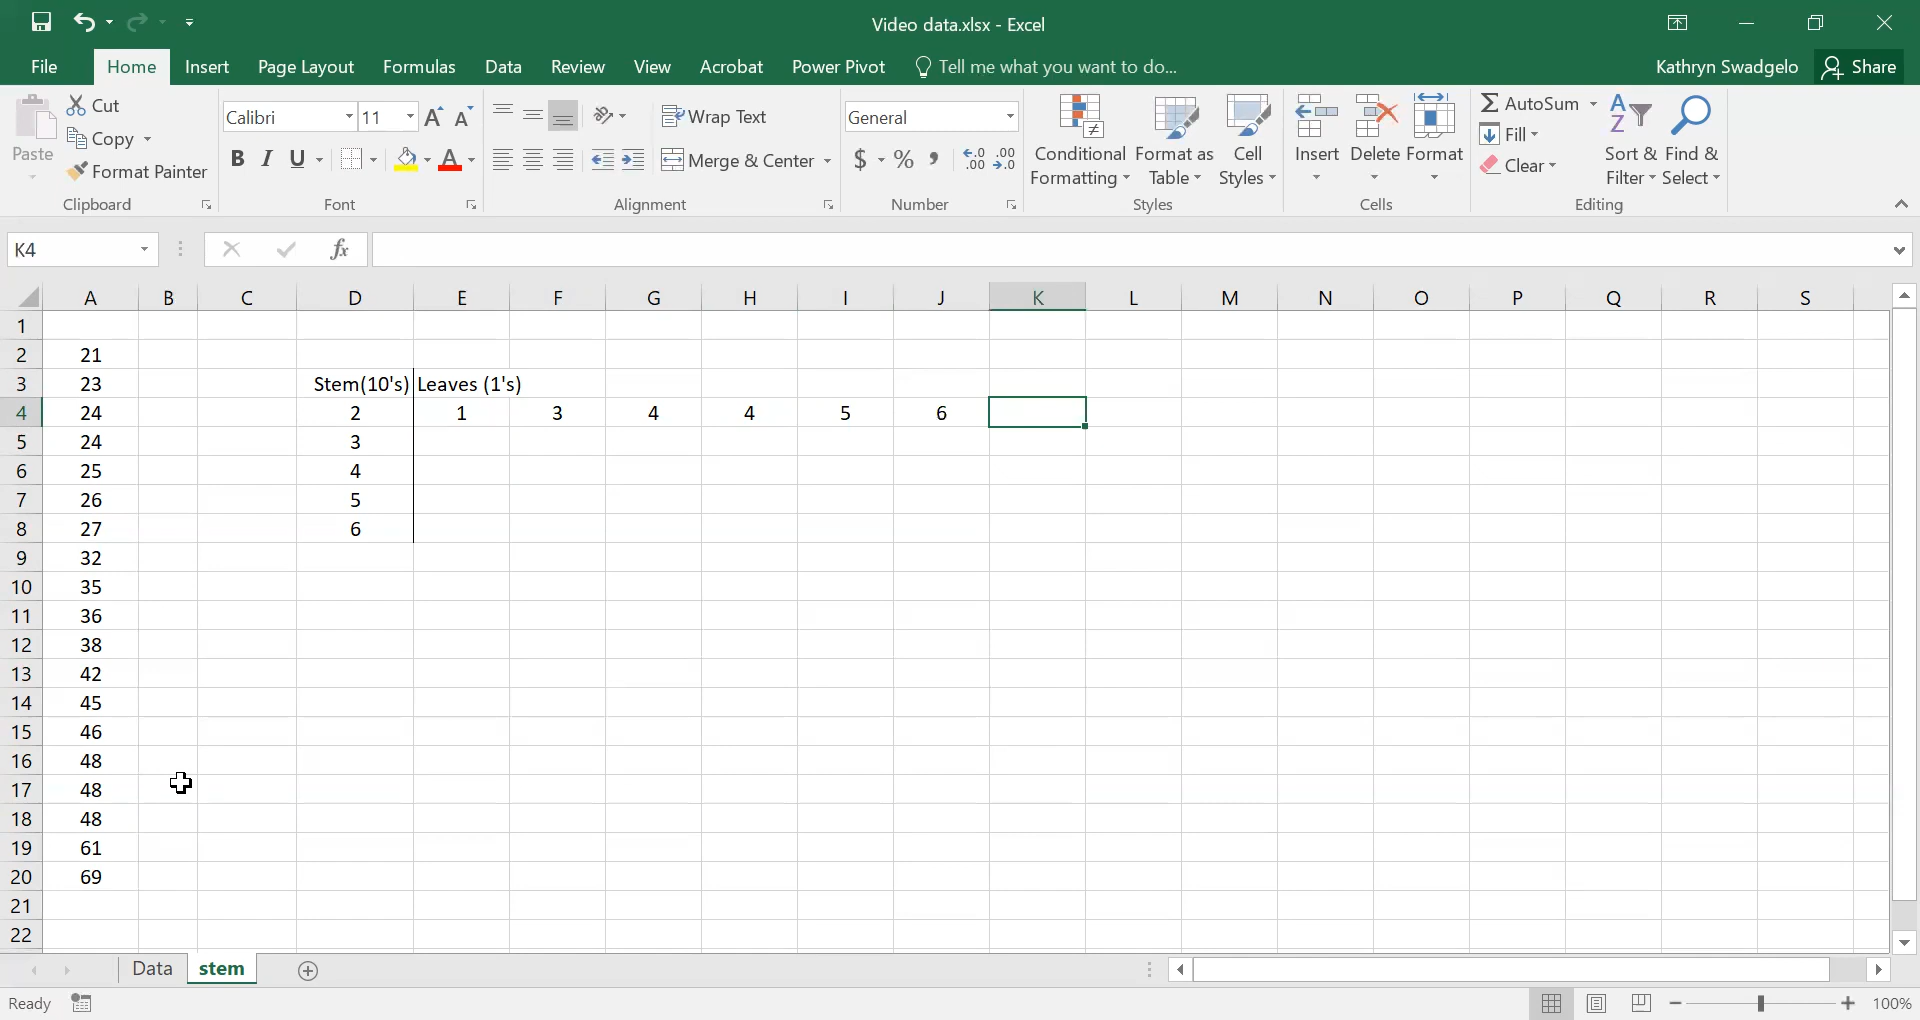 Video data.xlsx - Excel
File Home Insert Page Layout Formulas Data Review View Acrobat Power Pivot Tell me what you want to do... Kathryn Swadgelo Share
Paste Cut Copy Format Painter Clipboard
Calibri 11 A A B I U A Font
Wrap Text Merge & Center Alignment
General $ % , .0 .00 .00 .0 Number
Conditional Formatting Format as Table Cell Styles Styles
Insert Delete Format Cells
AutoSum Fill Clear Sort & Filter Find & Select Editing
K4 fx
A B C D E F G H I J K L M N O P Q R S
1
2 21
3 23 Stem(10's) Leaves (1's)
4 24 2 1 3 4 4 5 6
5 24 3
6 25 4
7 26 5
8 27 6
9 32
10 35
11 36
12 38
13 42
14 45
15 46
16 48
17 48
18 48
19 61
20 69
21
22
Data stem
Ready 100%